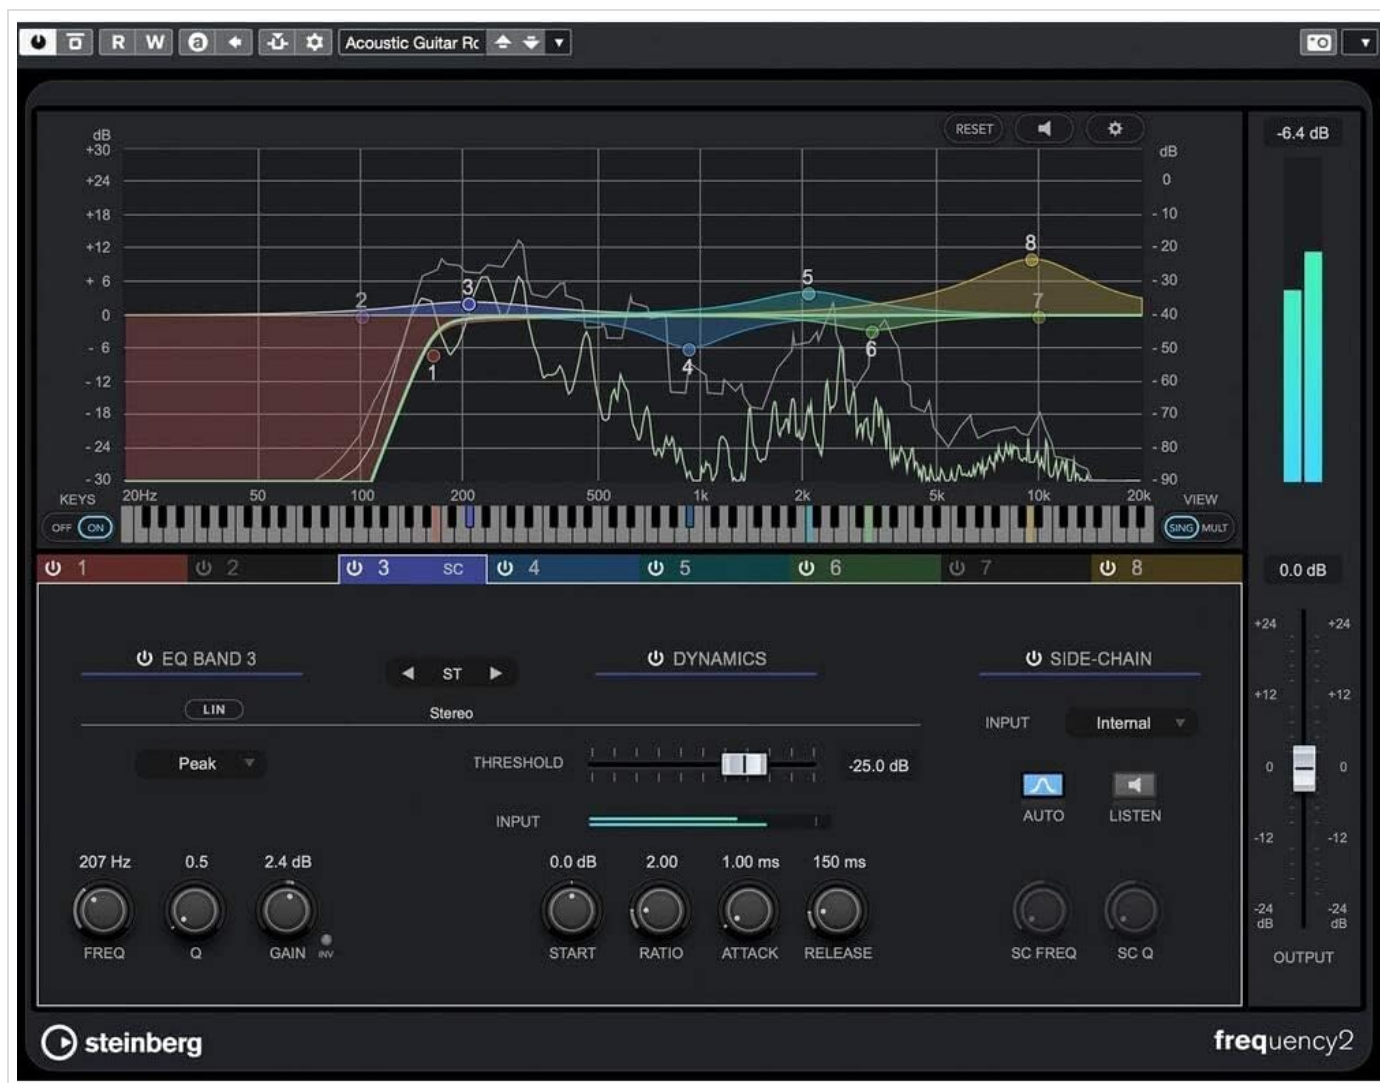 R W a Acoustic Guitar Rc
RESET
-6.4 dB
dB
dB
+30
+24
+18
+12
+ 6
0
- 6
- 12
- 18
- 24
- 30
0
- 10
- 20
- 30
- 40
- 50
- 60
- 70
- 80
- 90
1
2
3
4
5
6
7
8
20Hz 50 100 200 500 1k 2k 5k 10k 20k
KEYS
OFF ON
VIEW
SING MULT
1 2 3 SC 4 5 6 7 8
0.0 dB
EQ BAND 3
ST
DYNAMICS
SIDE-CHAIN
LIN
Stereo
INPUT Internal
Peak
THRESHOLD -25.0 dB
AUTO LISTEN
INPUT
207 Hz 0.5 2.4 dB 0.0 dB 2.00 1.00 ms 150 ms
FREQ Q GAIN INV START RATIO ATTACK RELEASE SC FREQ SC Q
+24 +24
+12 +12
0 0
-12 -12
-24 -24
dB dB
OUTPUT
steinberg
frequency2